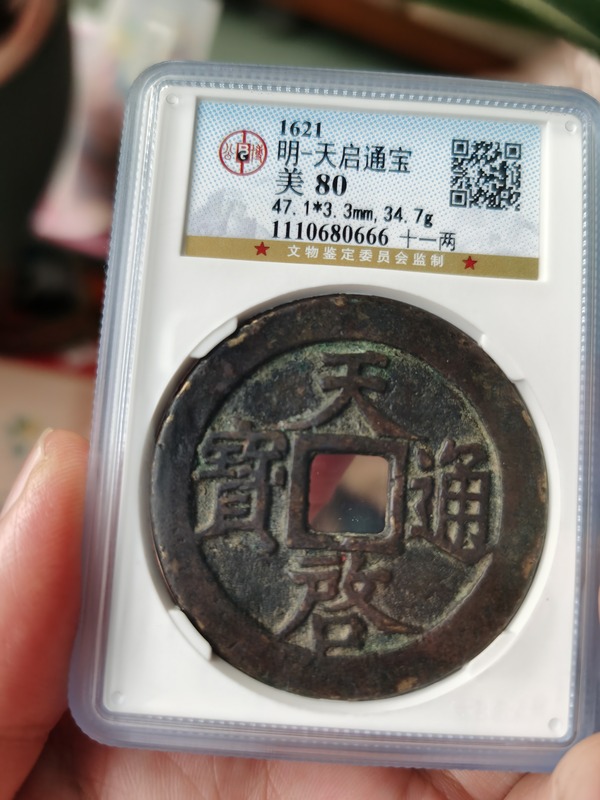 1621
明-天启通宝
美 80
47.1*3.3mm,34.7g
1110680666 十一两
★ 文物鉴定委员会监制 ★
天
寶 通
啓